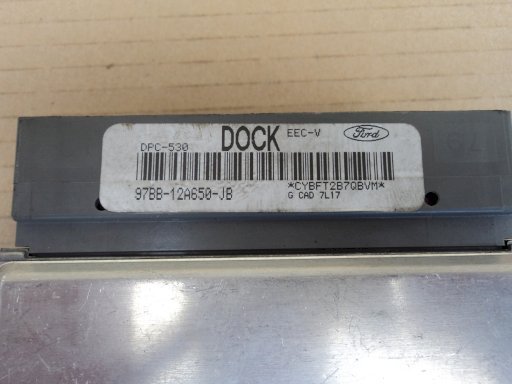 DPC-530 DOCK EEC-V Ford
97BB-12A650-JB *CYBFT2B7QBVM*
G CAD 7L17